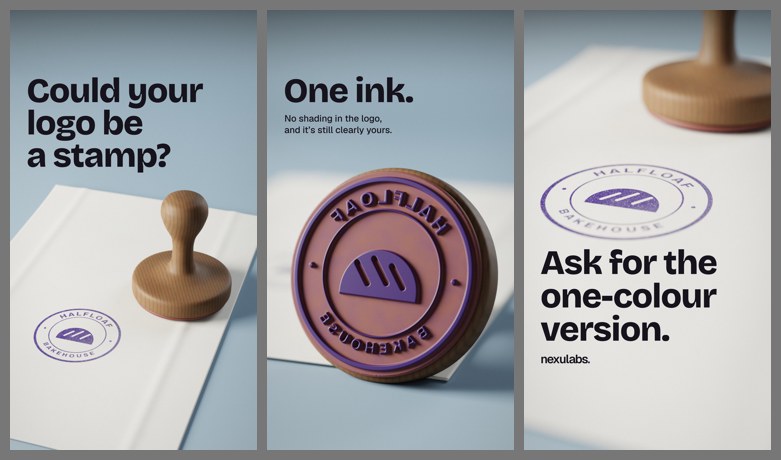 Could your
logo be
a stamp?
HALFLOAF
BAKEHOUSE
One ink.
No shading in the logo,
and it's still clearly yours.
HALFLOAF
BAKEHOUSE
HALFLOAF
BAKEHOUSE
Ask for the
one-colour
version.
nexulabs.